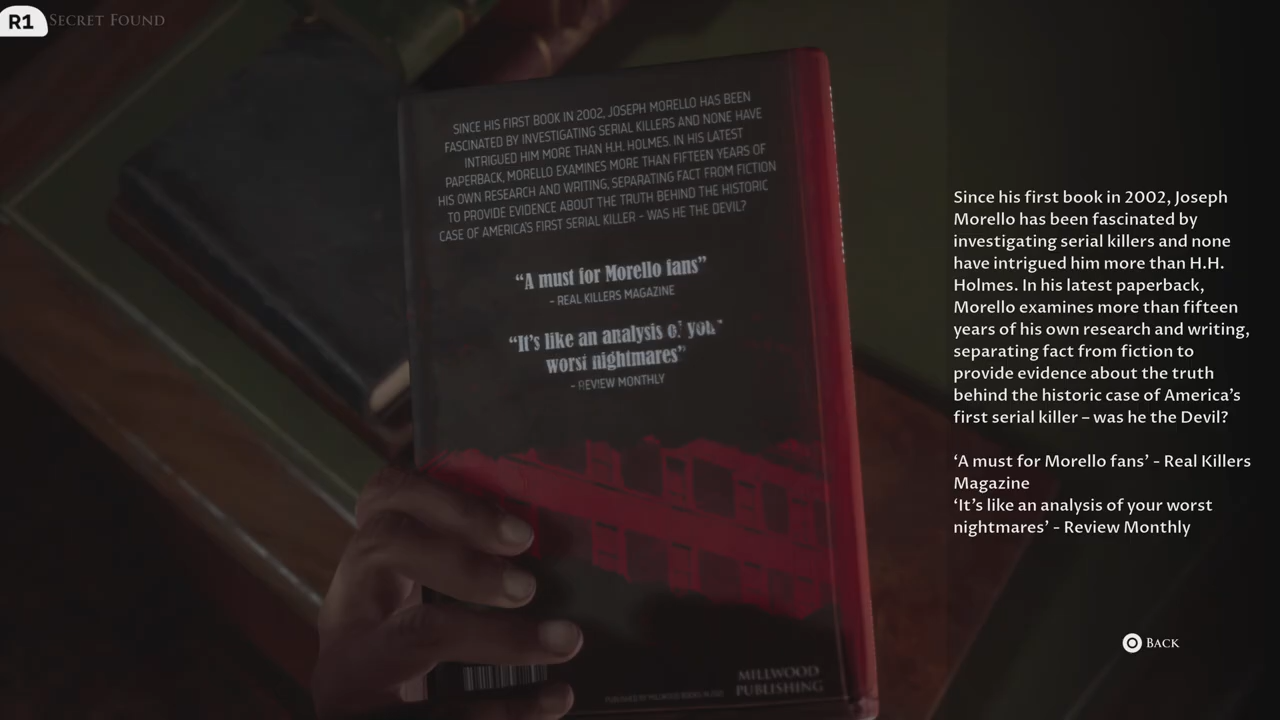 R1 Secret Found
SINCE HIS FIRST BOOK IN 2002, JOSEPH MORELLO HAS BEEN
FASCINATED BY INVESTIGATING SERIAL KILLERS AND NONE HAVE
INTRIGUED HIM MORE THAN H.H. HOLMES. IN HIS LATEST
PAPERBACK, MORELLO EXAMINES MORE THAN FIFTEEN YEARS OF
HIS OWN RESEARCH AND WRITING, SEPARATING FACT FROM FICTION
TO PROVIDE EVIDENCE ABOUT THE TRUTH BEHIND THE HISTORIC
CASE OF AMERICA'S FIRST SERIAL KILLER - WAS HE THE DEVIL?
“A must for Morello fans”
- REAL KILLERS MAGAZINE
“It's like an analysis of your
worst nightmares”
- REVIEW MONTHLY
MILLWOOD
PUBLISHING
Since his first book in 2002, Joseph
Morello has been fascinated by
investigating serial killers and none
have intrigued him more than H.H.
Holmes. In his latest paperback,
Morello examines more than fifteen
years of his own research and writing,
separating fact from fiction to
provide evidence about the truth
behind the historic case of America’s
first serial killer – was he the Devil?
‘A must for Morello fans’ - Real Killers
Magazine
‘It’s like an analysis of your worst
nightmares’ - Review Monthly
Back